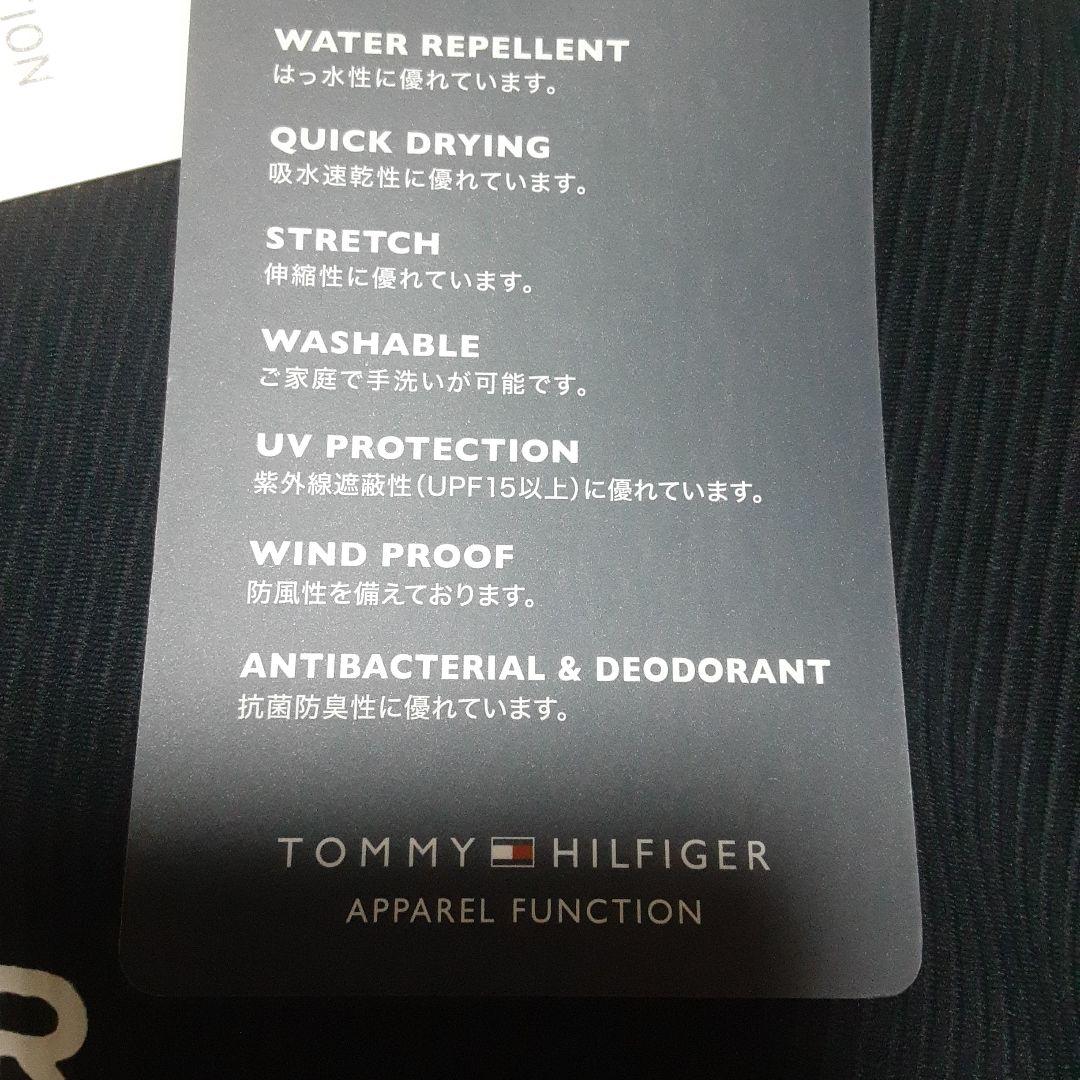 TION
WATER REPELLENT
はっ水性に優れています。
QUICK DRYING
吸水速乾性に優れています。
STRETCH
伸縮性に優れています。
WASHABLE
ご家庭で手洗いが可能です。
UV PROTECTION
紫外線遮蔽性(UPF15以上)に優れています。
WIND PROOF
防風性を備えております。
ANTIBACTERIAL & DEODORANT
抗菌防臭性に優れています。
TOMMY HILFIGER
APPAREL FUNCTION
R